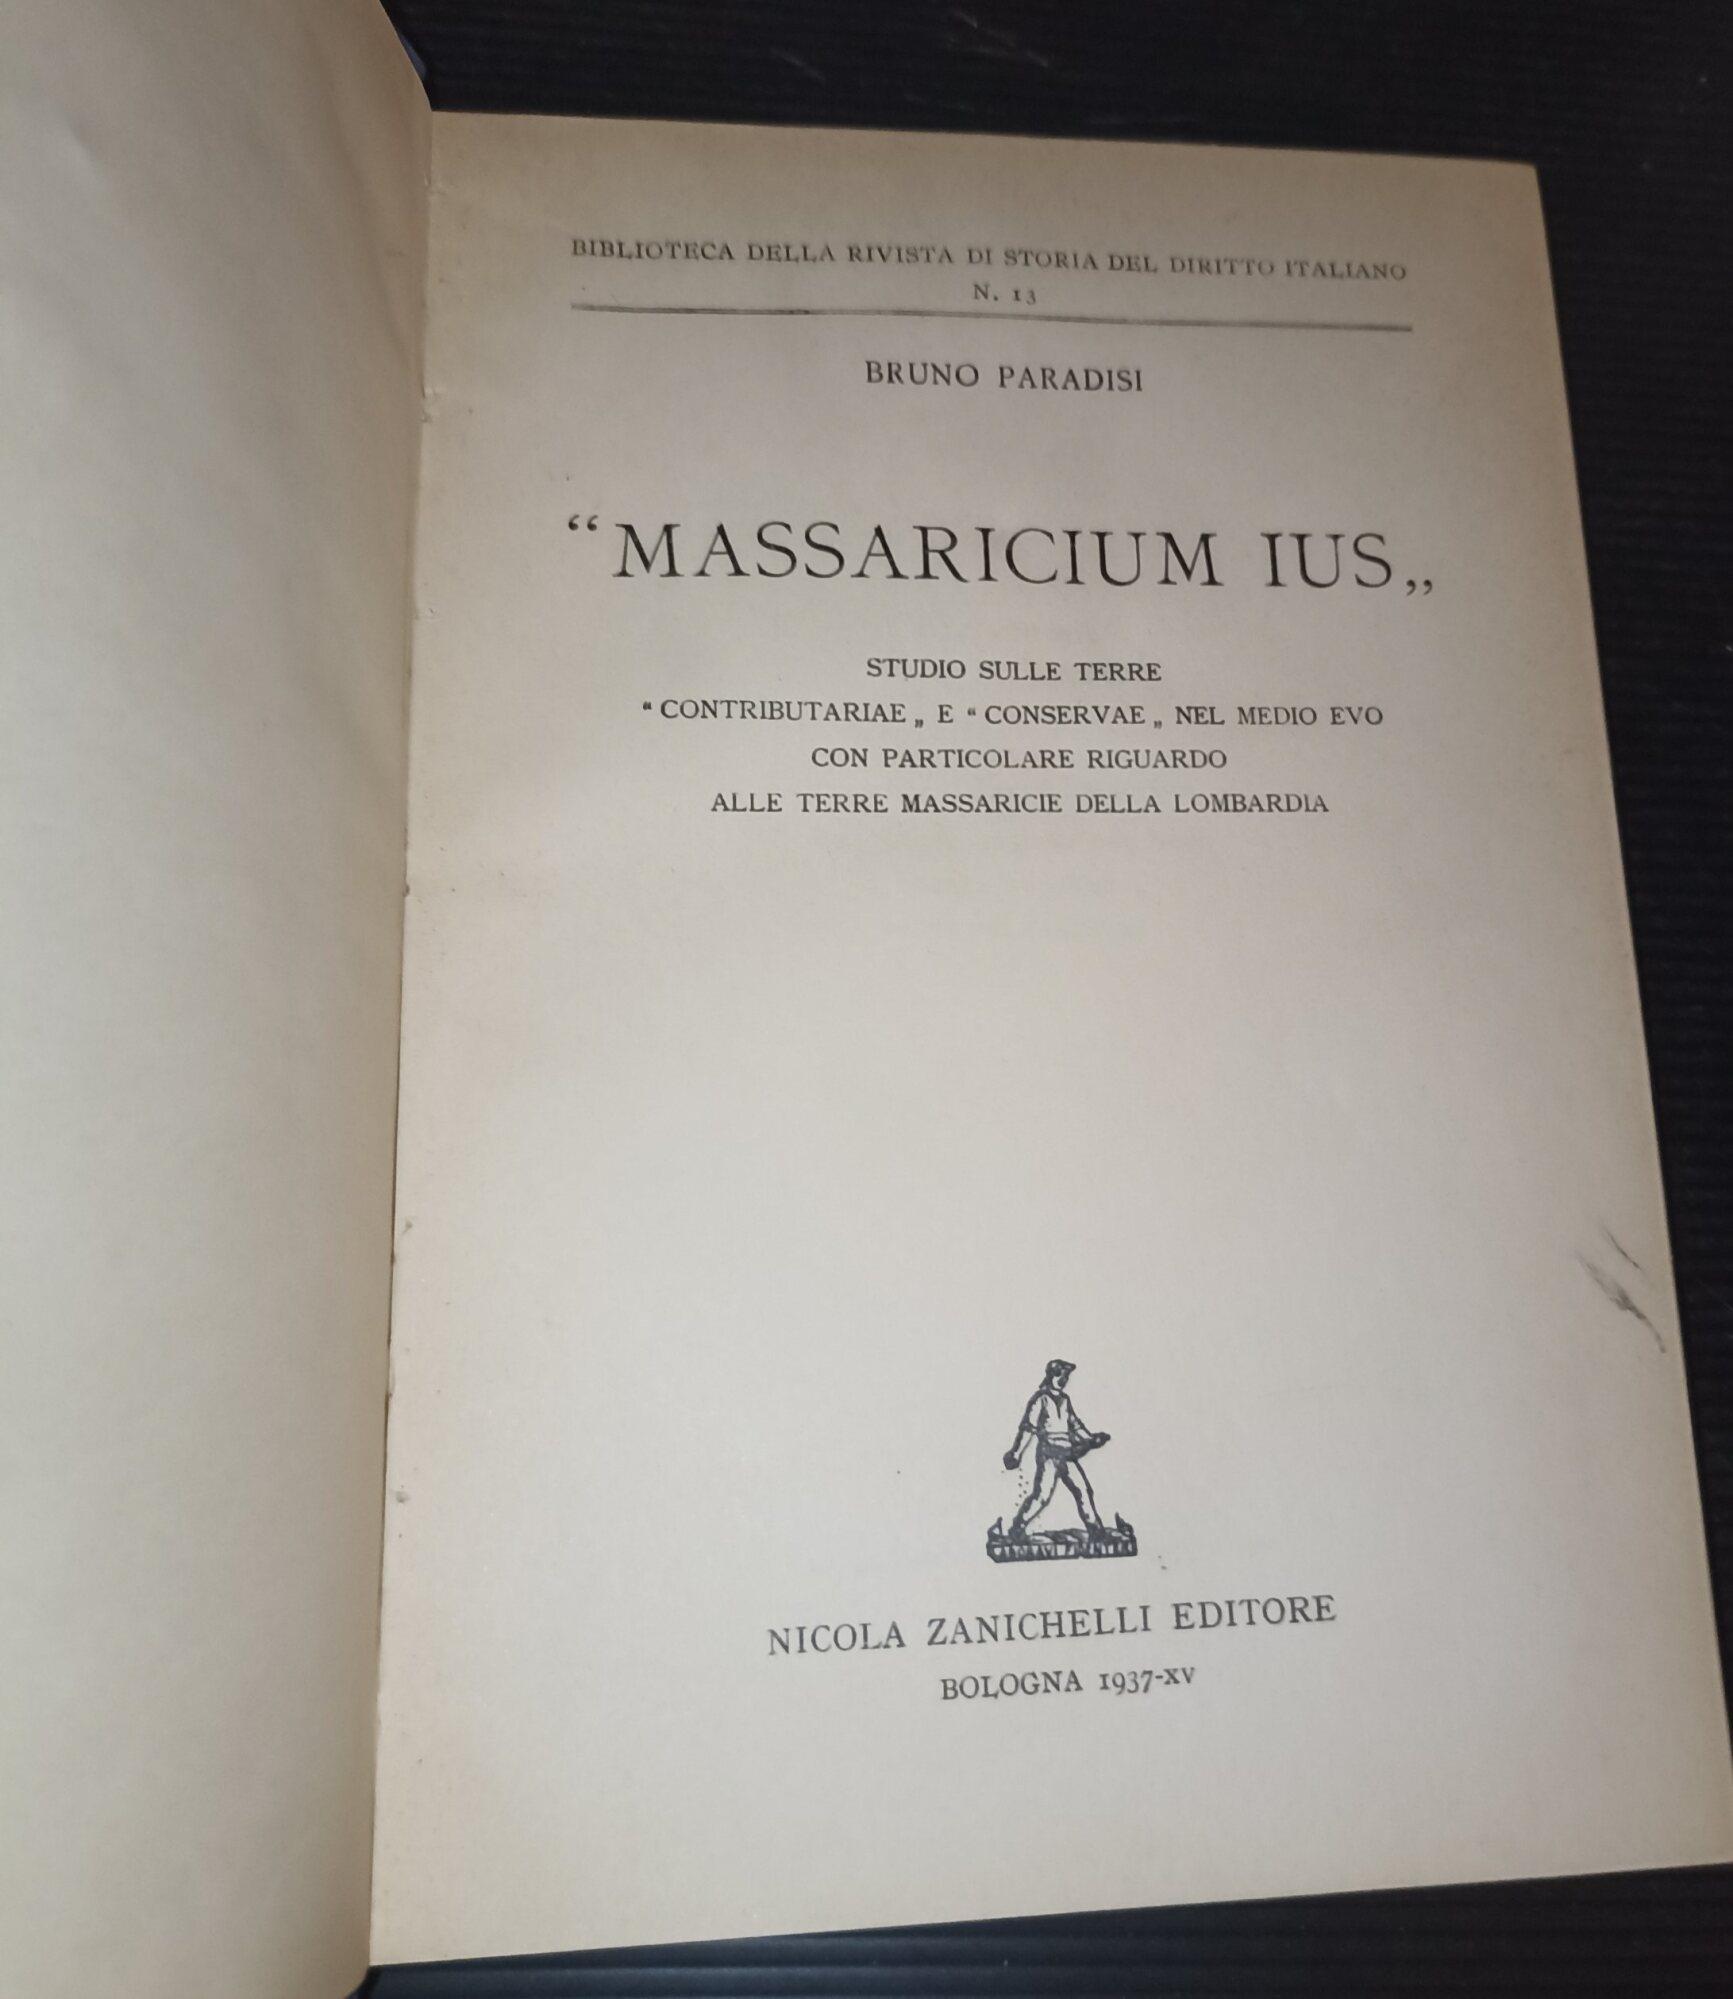 BIBLIOTECA DELLA RIVISTA DI STORIA DEL DIRITTO ITALIANO
N. 13
BRUNO PARADISI
“MASSARICIUM IUS„
STUDIO SULLE TERRE
“CONTRIBUTARIAE„ E “CONSERVAE„ NEL MEDIO EVO
CON PARTICOLARE RIGUARDO
ALLE TERRE MASSARICIE DELLA LOMBARDIA
NICOLA ZANICHELLI EDITORE
BOLOGNA 1937-XV